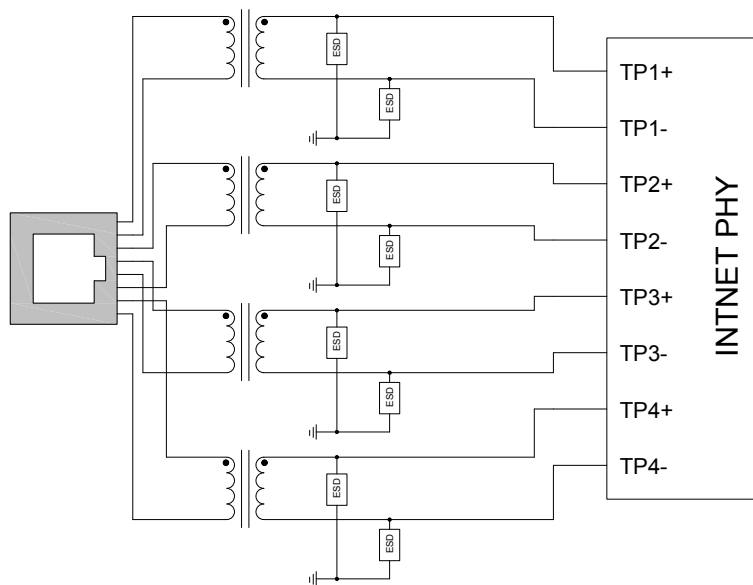 ESD
ESD
TP1+
TP1-
ESD
ESD
TP2+
TP2-
ESD
ESD
TP3+
TP3-
ESD
ESD
TP4+
TP4-
INTNET PHY